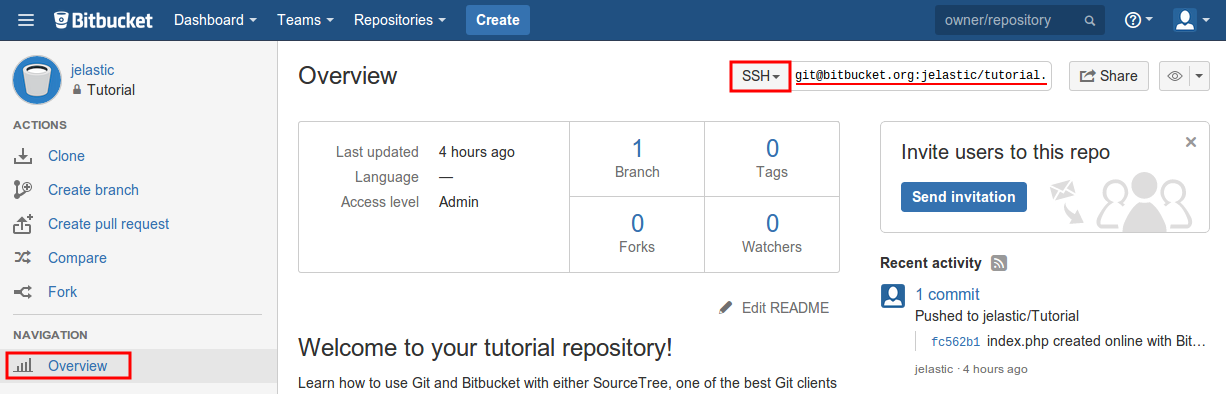 Bitbucket Dashboard Teams Repositories Create owner/repository
jelastic
Tutorial
ACTIONS
Clone
Create branch
Create pull request
Compare
Fork
NAVIGATION
Overview
Overview
SSH git@bitbucket.org:jelastic/tutorial. Share
Last updated 4 hours ago
Language —
Access level Admin
1
Branch
0
Tags
0
Forks
0
Watchers
Edit README
Welcome to your tutorial repository!
Learn how to use Git and Bitbucket with either SourceTree, one of the best Git clients
Invite users to this repo
Send invitation
Recent activity
1 commit
Pushed to jelastic/Tutorial
fc562b1 index.php created online with Bit…
jelastic · 4 hours ago